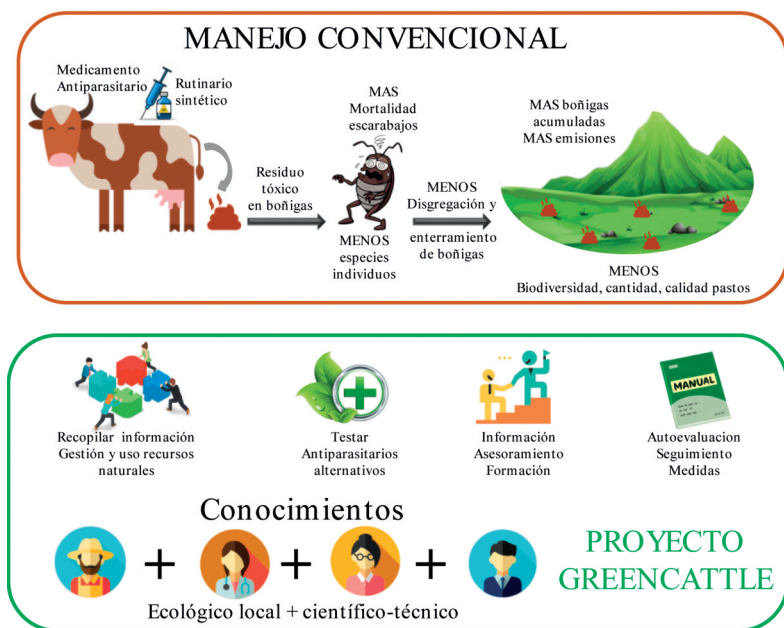 MANEJO CONVENCIONAL
Medicamento
Antiparasitario
Rutinario
sintético
Residuo
tóxico
en boñigas
MAS
Mortalidad
escarabajos
MENOS
especies
individuos
MENOS
Disgregación y
enterramiento
de boñigas
MAS boñigas
acumuladas
MAS emisiones
MENOS
Biodiversidad, cantidad, calidad pastos
Recopilar información
Gestión y uso recursos
naturales
Testar
Antiparasitarios
alternativos
Información
Asesoramiento
Formación
MANUAL
Autoevaluacion
Seguimiento
Medidas
Conocimientos
+ + +
Ecológico local + científico-técnico
PROYECTO
GREENCATTLE